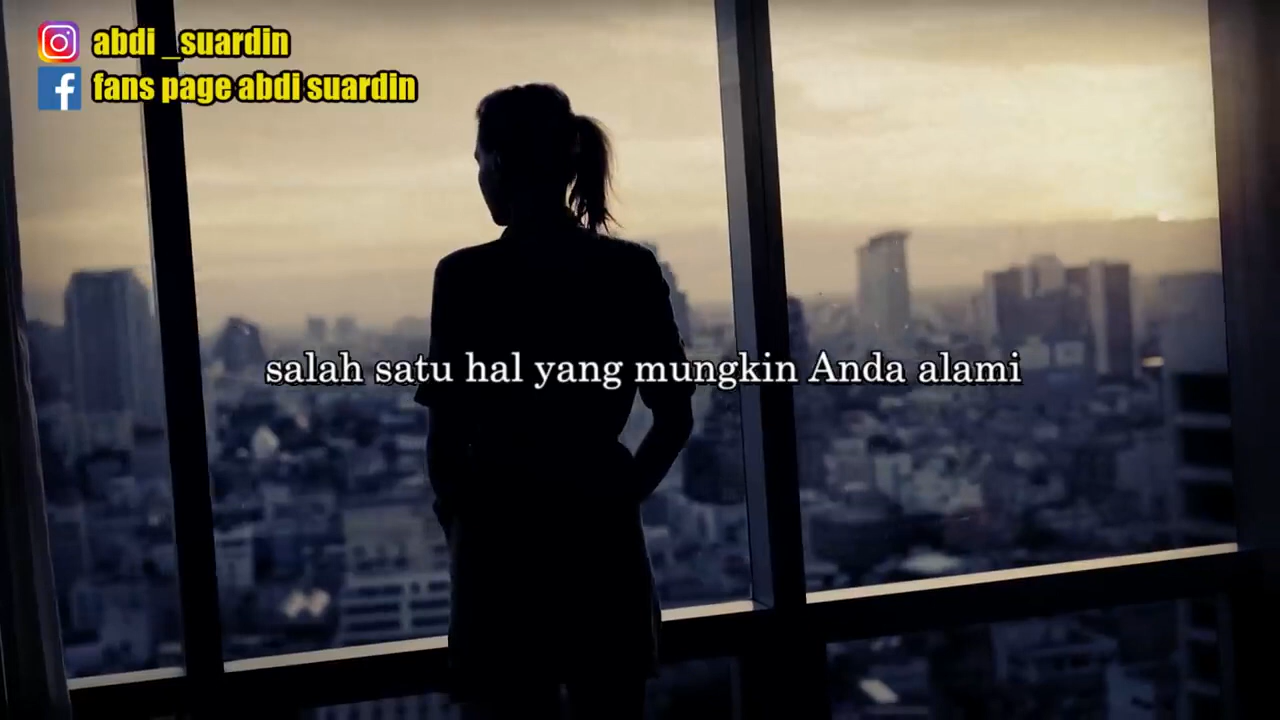 abdi _suardin
fans page abdi suardin
salah satu hal yang mungkin Anda alami